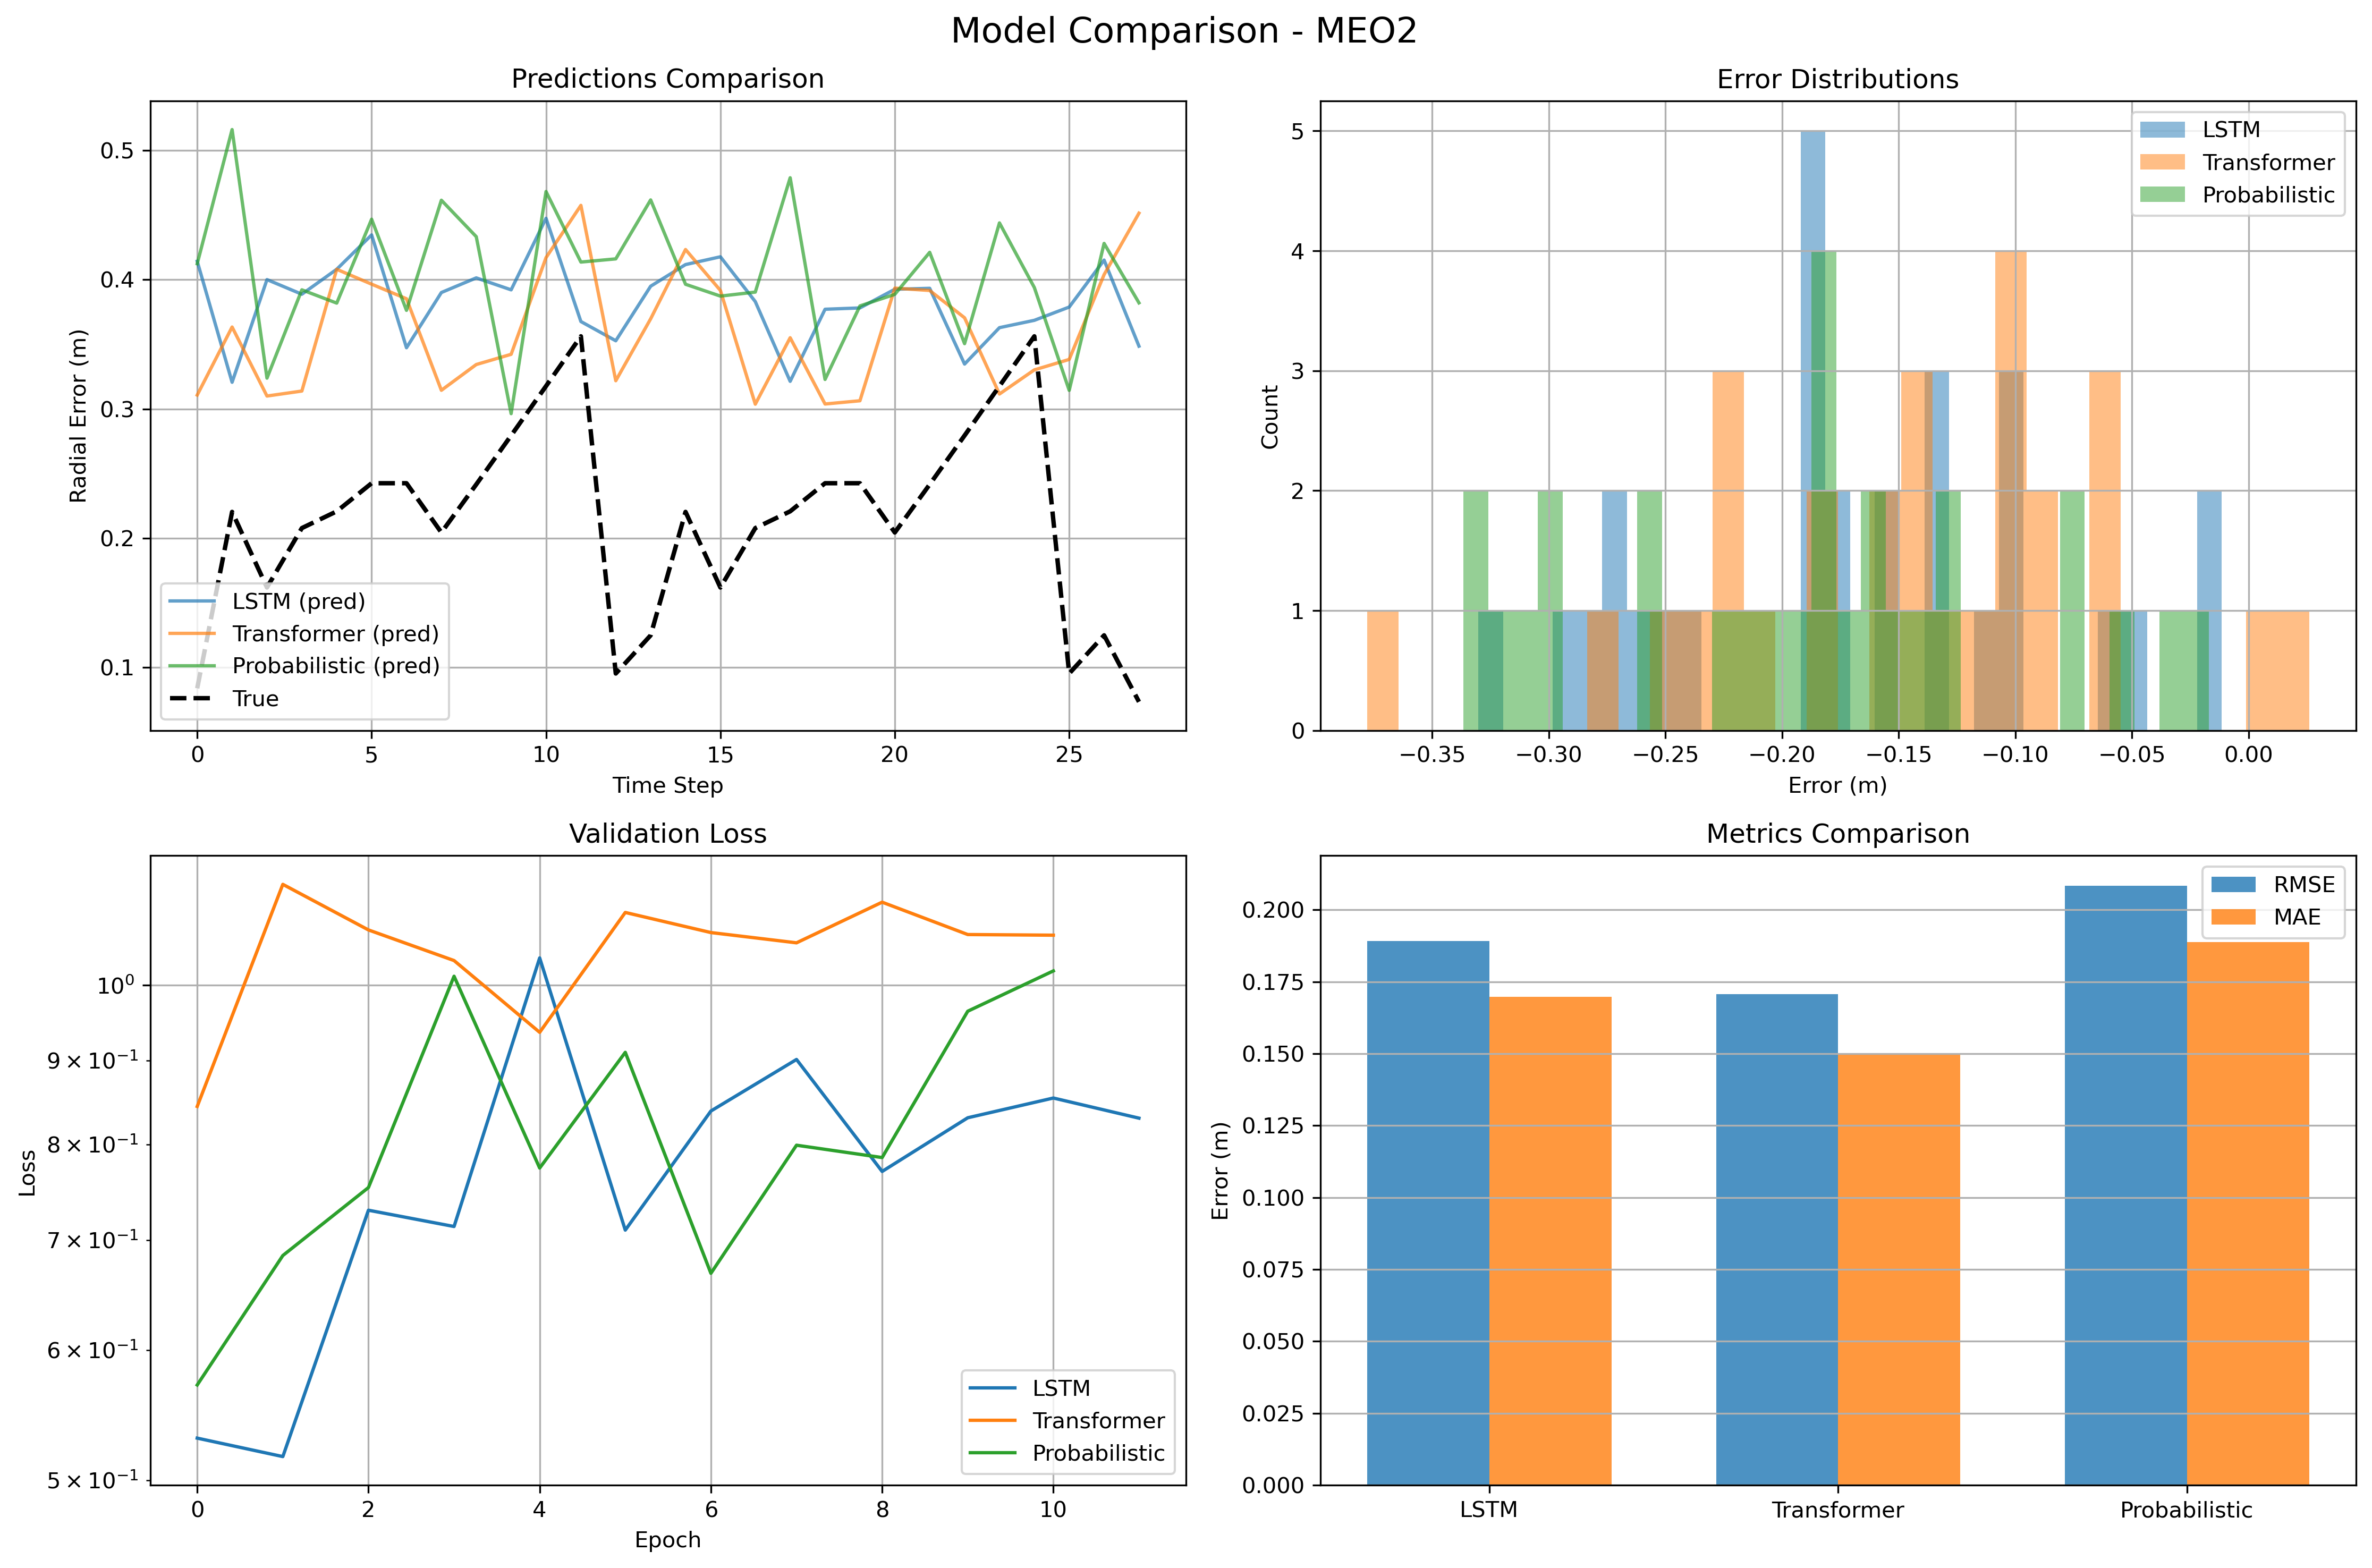 Model Comparison - MEO2
Predictions Comparison
Radial Error (m)
0.5
0.4
0.3
0.2
0.1
LSTM (pred)
Transformer (pred)
Probabilistic (pred)
True
0 5 10 15 20 25
Time Step
Error Distributions
Count
5
4
3
2
1
0
LSTM
Transformer
Probabilistic
−0.35 −0.30 −0.25 −0.20 −0.15 −0.10 −0.05 0.00
Error (m)
Validation Loss
Loss
10⁰
9 × 10⁻¹
8 × 10⁻¹
7 × 10⁻¹
6 × 10⁻¹
5 × 10⁻¹
LSTM
Transformer
Probabilistic
0 2 4 6 8 10
Epoch
Metrics Comparison
Error (m)
0.200
0.175
0.150
0.125
0.100
0.075
0.050
0.025
0.000
RMSE
MAE
LSTM Transformer Probabilistic